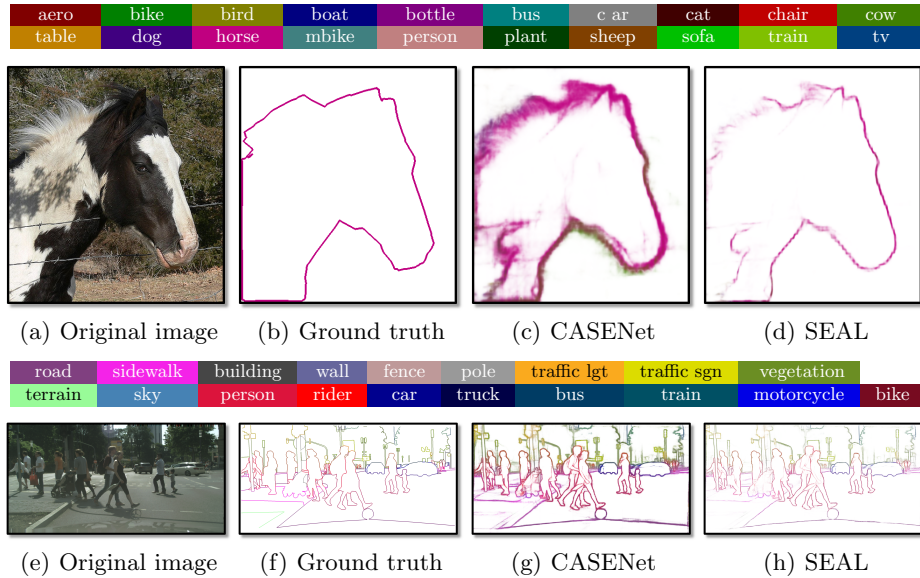 aero bike bird boat bottle bus c ar cat chair cow
table dog horse mbike person plant sheep sofa train tv
(a) Original image (b) Ground truth (c) CASENet (d) SEAL
road sidewalk building wall fence pole traffic lgt traffic sgn vegetation
terrain sky person rider car truck bus train motorcycle bike
(e) Original image (f) Ground truth (g) CASENet (h) SEAL